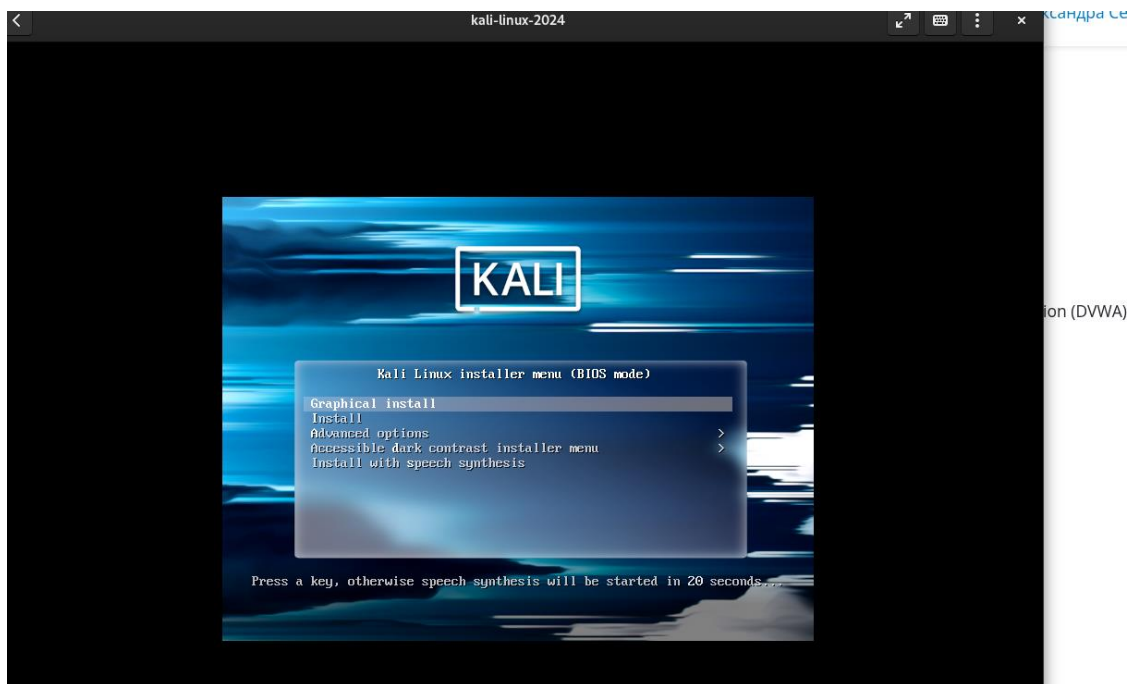 kali-linux-2024
KALI
Kali Linux installer menu (BIOS mode)
Graphical install
Install
Advanced options >
Accessible dark contrast installer menu >
Install with speech synthesis
Press a key, otherwise speech synthesis will be started in 20 seconds...
ксандра Се
ion (DVWA)